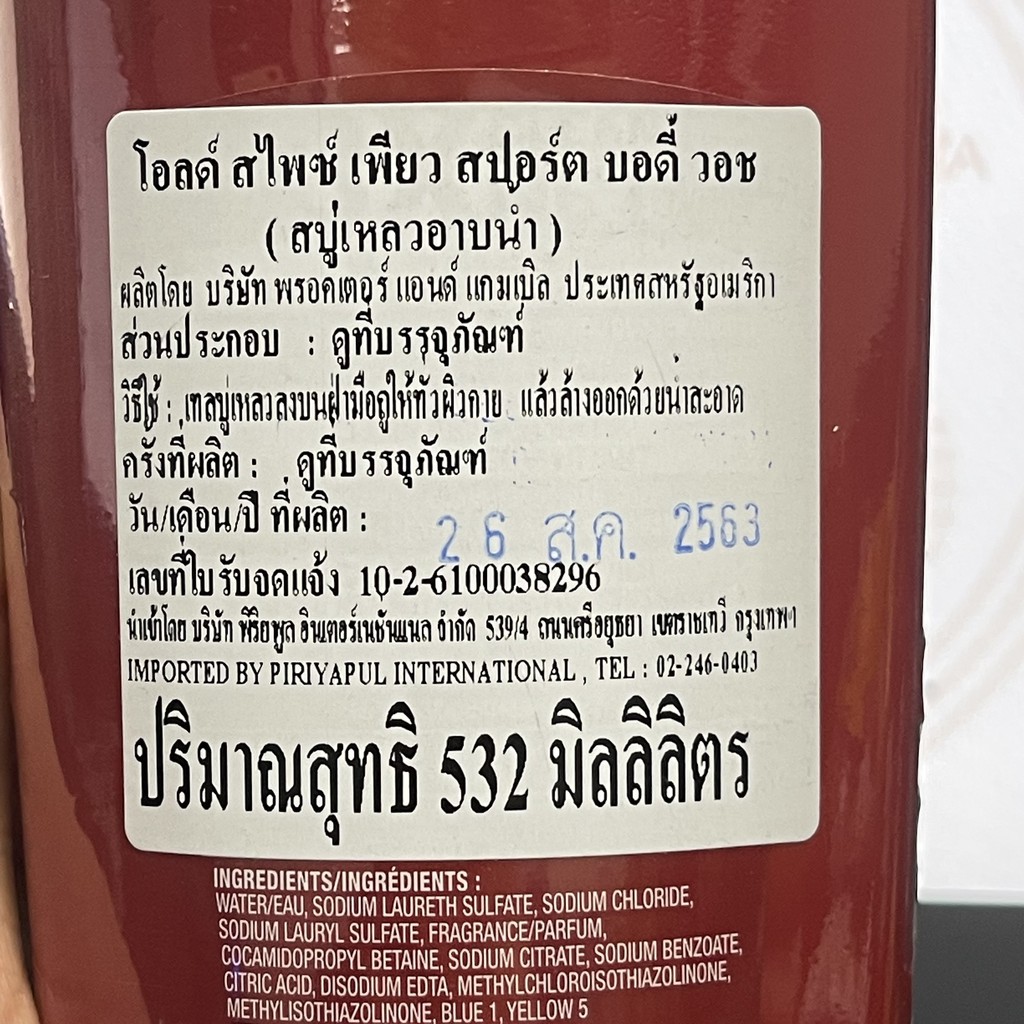 โอลด์ สไพซ์ เพียว สปอร์ต บอดี้ วอช
( สบู่เหลวอาบน้ำ )
ผลิตโดย บริษัท พรอคเตอร์ แอนด์ แกมเบิล ประเทศสหรัฐอเมริกา
ส่วนประกอบ : ดูที่บรรจุภัณฑ์
วิธีใช้ : เทสบู่เหลวลงบนฝ่ามือถูให้ทั่วผิวกาย แล้วล้างออกด้วยน้ำสะอาด
ครั้งที่ผลิต : ดูที่บรรจุภัณฑ์
วัน/เดือน/ปี ที่ผลิต : 26 ส.ค. 2563
เลขที่ใบรับจดแจ้ง 10-2-6100038296
นำเข้าโดย บริษัท พิริยพูล อินเตอร์เนชั่นแนล จำกัด 539/4 ถนนศรีอยุธยา เขตราชเทวี กรุงเทพฯ
IMPORTED BY PIRIYAPUL INTERNATIONAL , TEL : 02-246-0403
ปริมาณสุทธิ 532 มิลลิลิตร
INGREDIENTS/INGRÉDIENTS :
WATER/EAU, SODIUM LAURETH SULFATE, SODIUM CHLORIDE,
SODIUM LAURYL SULFATE, FRAGRANCE/PARFUM,
COCAMIDOPROPYL BETAINE, SODIUM CITRATE, SODIUM BENZOATE,
CITRIC ACID, DISODIUM EDTA, METHYLCHLOROISOTHIAZOLINONE,
METHYLISOTHIAZOLINONE, BLUE 1, YELLOW 5